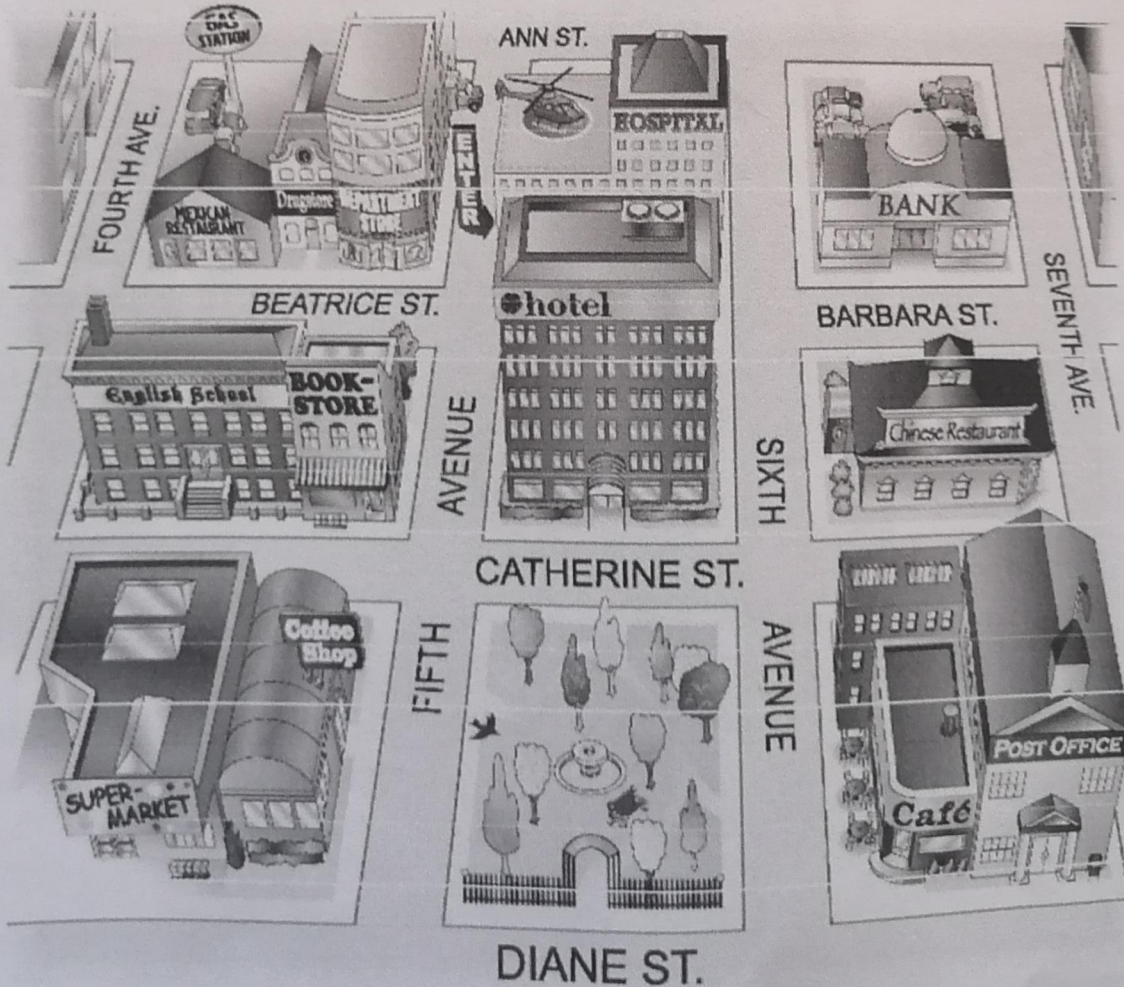 GAS
STATION
ANN ST.
HOSPITAL
ENTER
FOURTH AVE.
MEXICAN
RESTAURANT
Drugstore
DEPARTMENT
STORE
BANK
BEATRICE ST.
hotel
BARBARA ST.
SEVENTH AVE.
English School
BOOK-
STORE
AVENUE
SIXTH
Chinese Restaurant
CATHERINE ST.
Coffee
Shop
FIFTH
AVENUE
SUPER-
MARKET
Café
POST OFFICE
DIANE ST.